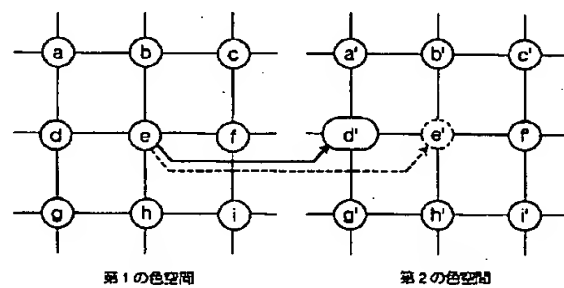 a b c a' b' c'
d e f d' e' f'
g h i g' h' i'
第1の色空間 第2の色空間